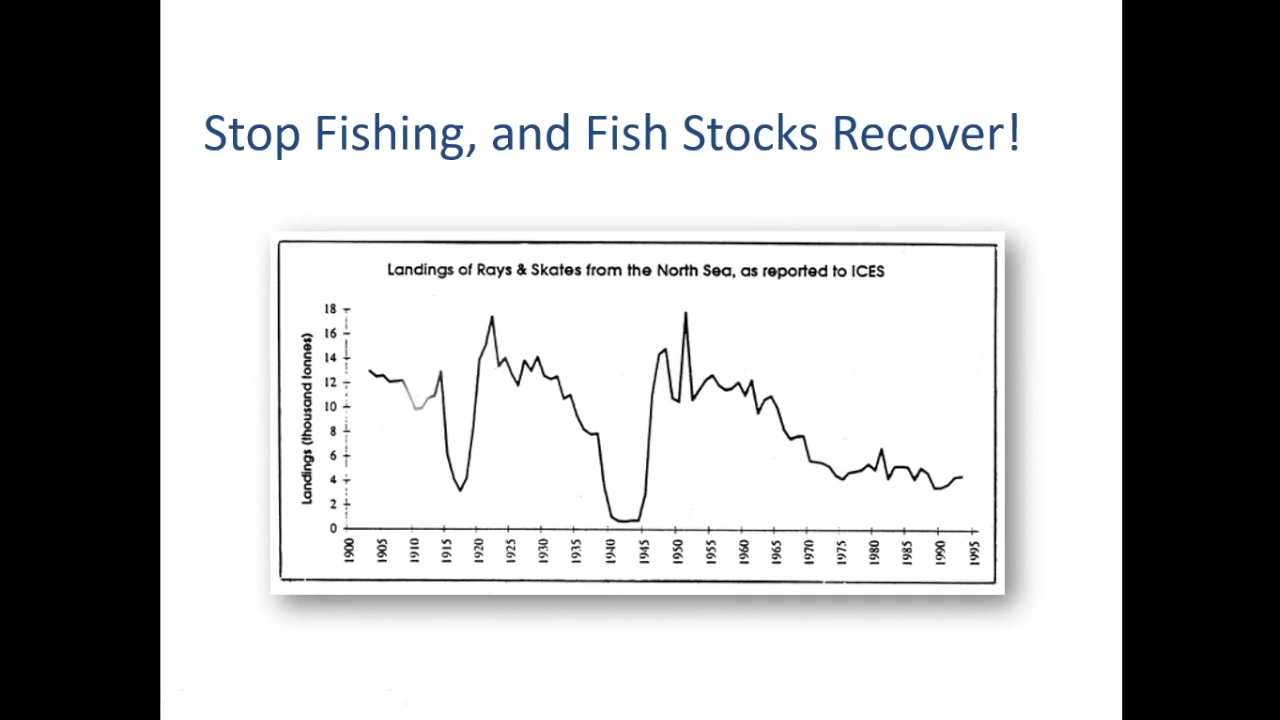 Stop Fishing, and Fish Stocks Recover!
Landings of Rays & Skates from the North Sea, as reported to ICES
Landings (thousand tonnes)
18
16
14
12
10
8
6
4
2
0
1900 1905 1910 1915 1920 1925 1930 1935 1940 1945 1950 1955 1960 1965 1970 1975 1980 1985 1990 1995